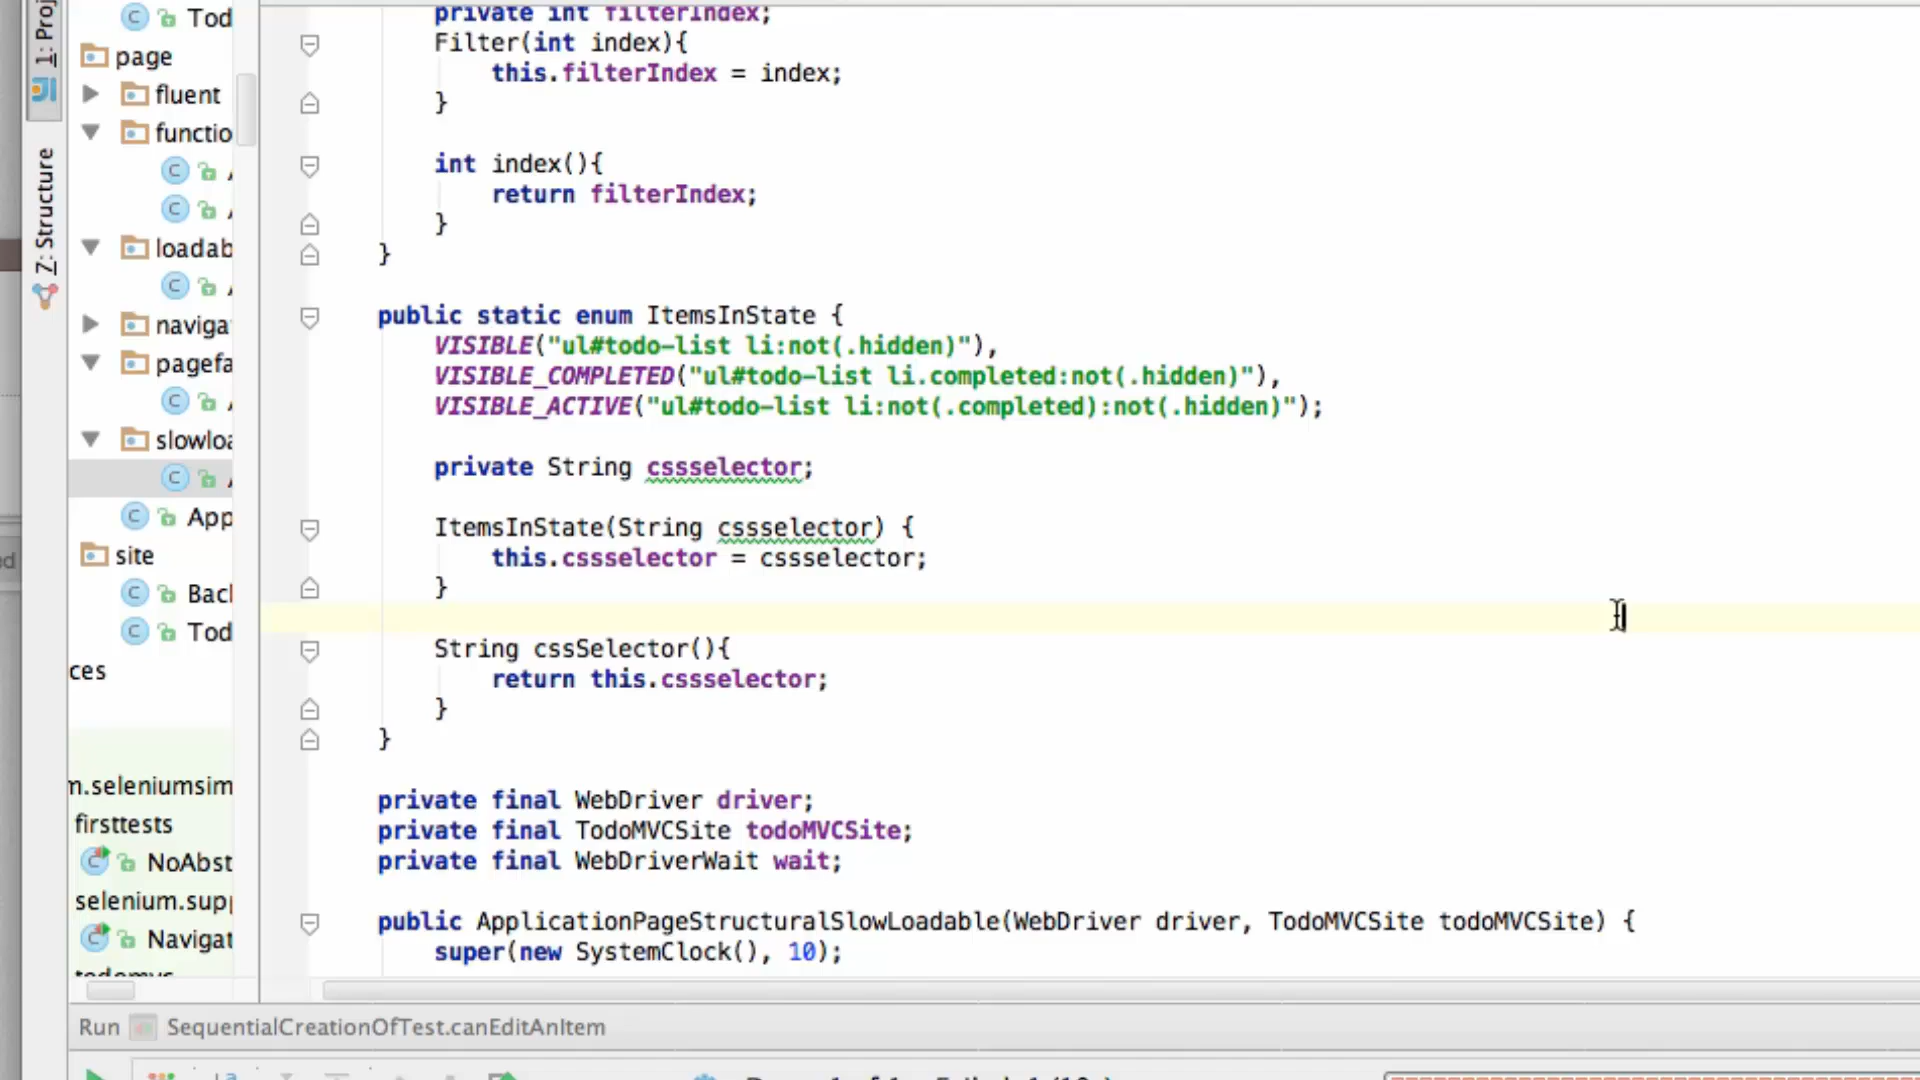 1: Proj
Z: Structure
Tod
page
fluent
functio
loadab
naviga
pagefa
slowloa
App
site
Bac
Tod
ces
m.seleniumsim
firsttests
NoAbst
selenium.supp
Navigat
todomvc
private int filterIndex;
Filter(int index){
this.filterIndex = index;
}
int index(){
return filterIndex;
}
}
public static enum ItemsInState {
VISIBLE("ul#todo-list li:not(.hidden)"),
VISIBLE_COMPLETED("ul#todo-list li.completed:not(.hidden)"),
VISIBLE_ACTIVE("ul#todo-list li:not(.completed):not(.hidden)");
private String cssselector;
ItemsInState(String cssselector) {
this.cssselector = cssselector;
}
String cssSelector(){
return this.cssselector;
}
}
private final WebDriver driver;
private final TodoMVCSite todoMVCSite;
private final WebDriverWait wait;
public ApplicationPageStructuralSlowLoadable(WebDriver driver, TodoMVCSite todoMVCSite) {
super(new SystemClock(), 10);
Run SequentialCreationOfTest.canEditAnItem